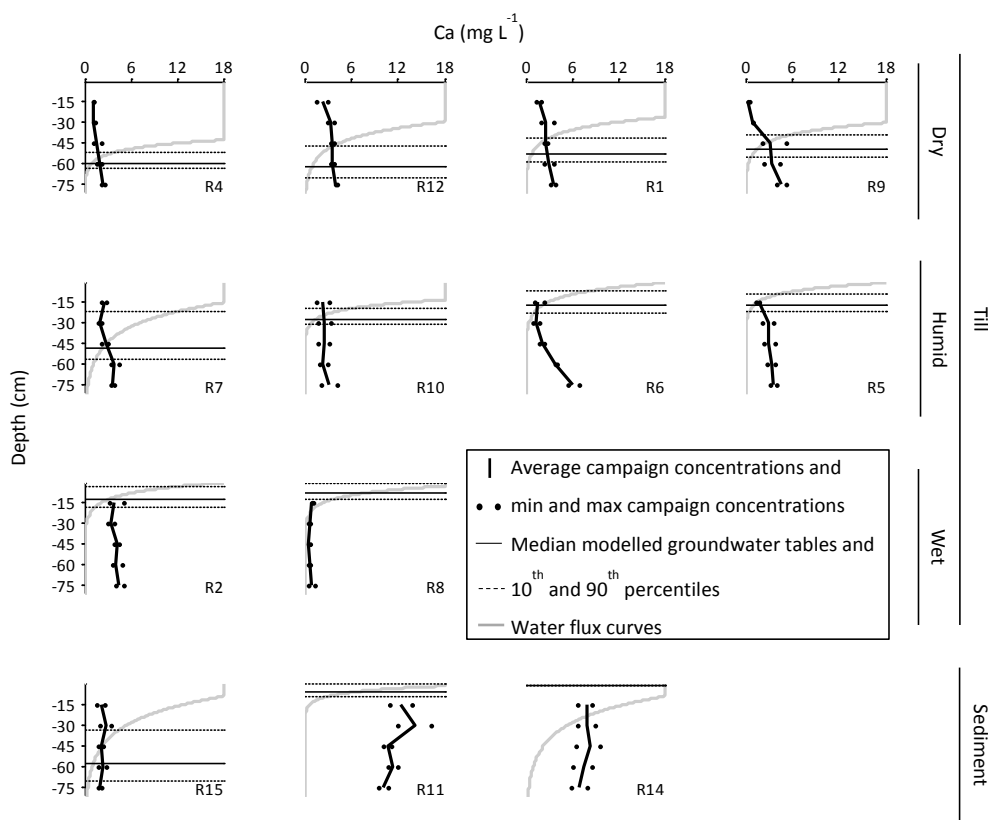 Ca (mg L⁻¹)
0 6 12 18 0 6 12 18 0 6 12 18 0 6 12 18
-15
-30
-45
-60
-75
R4 R12 R1 R9
Dry
-15
-30
-45
-60
-75
R7 R10 R6 R5
Humid
Till
Depth (cm)
-15
-30
-45
-60
-75
R2 R8
Wet
Average campaign concentrations and
min and max campaign concentrations
Median modelled groundwater tables and
10th and 90th percentiles
Water flux curves
-15
-30
-45
-60
-75
R15 R11 R14
Sediment